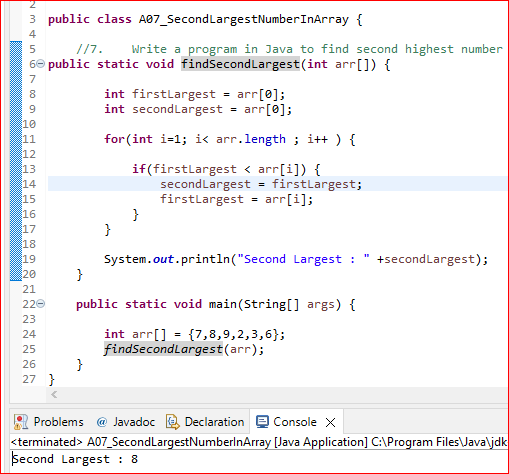 2
3 public class A07_SecondLargestNumberInArray {
4
5 //7. Write a program in Java to find second highest number
6 public static void findSecondLargest(int arr[]) {
7
8 int firstLargest = arr[0];
9 int secondLargest = arr[0];
10
11 for(int i=1; i< arr.length ; i++ ) {
12
13 if(firstLargest < arr[i]) {
14 secondLargest = firstLargest;
15 firstLargest = arr[i];
16 }
17 }
18
19 System.out.println("Second Largest : " +secondLargest);
20 }
21
22 public static void main(String[] args) {
23
24 int arr[] = {7,8,9,2,3,6};
25 findSecondLargest(arr);
26 }
27 }
Problems @ Javadoc Declaration Console
<terminated> A07_SecondLargestNumberInArray [Java Application] C:\Program Files\Java\jdk
Second Largest : 8